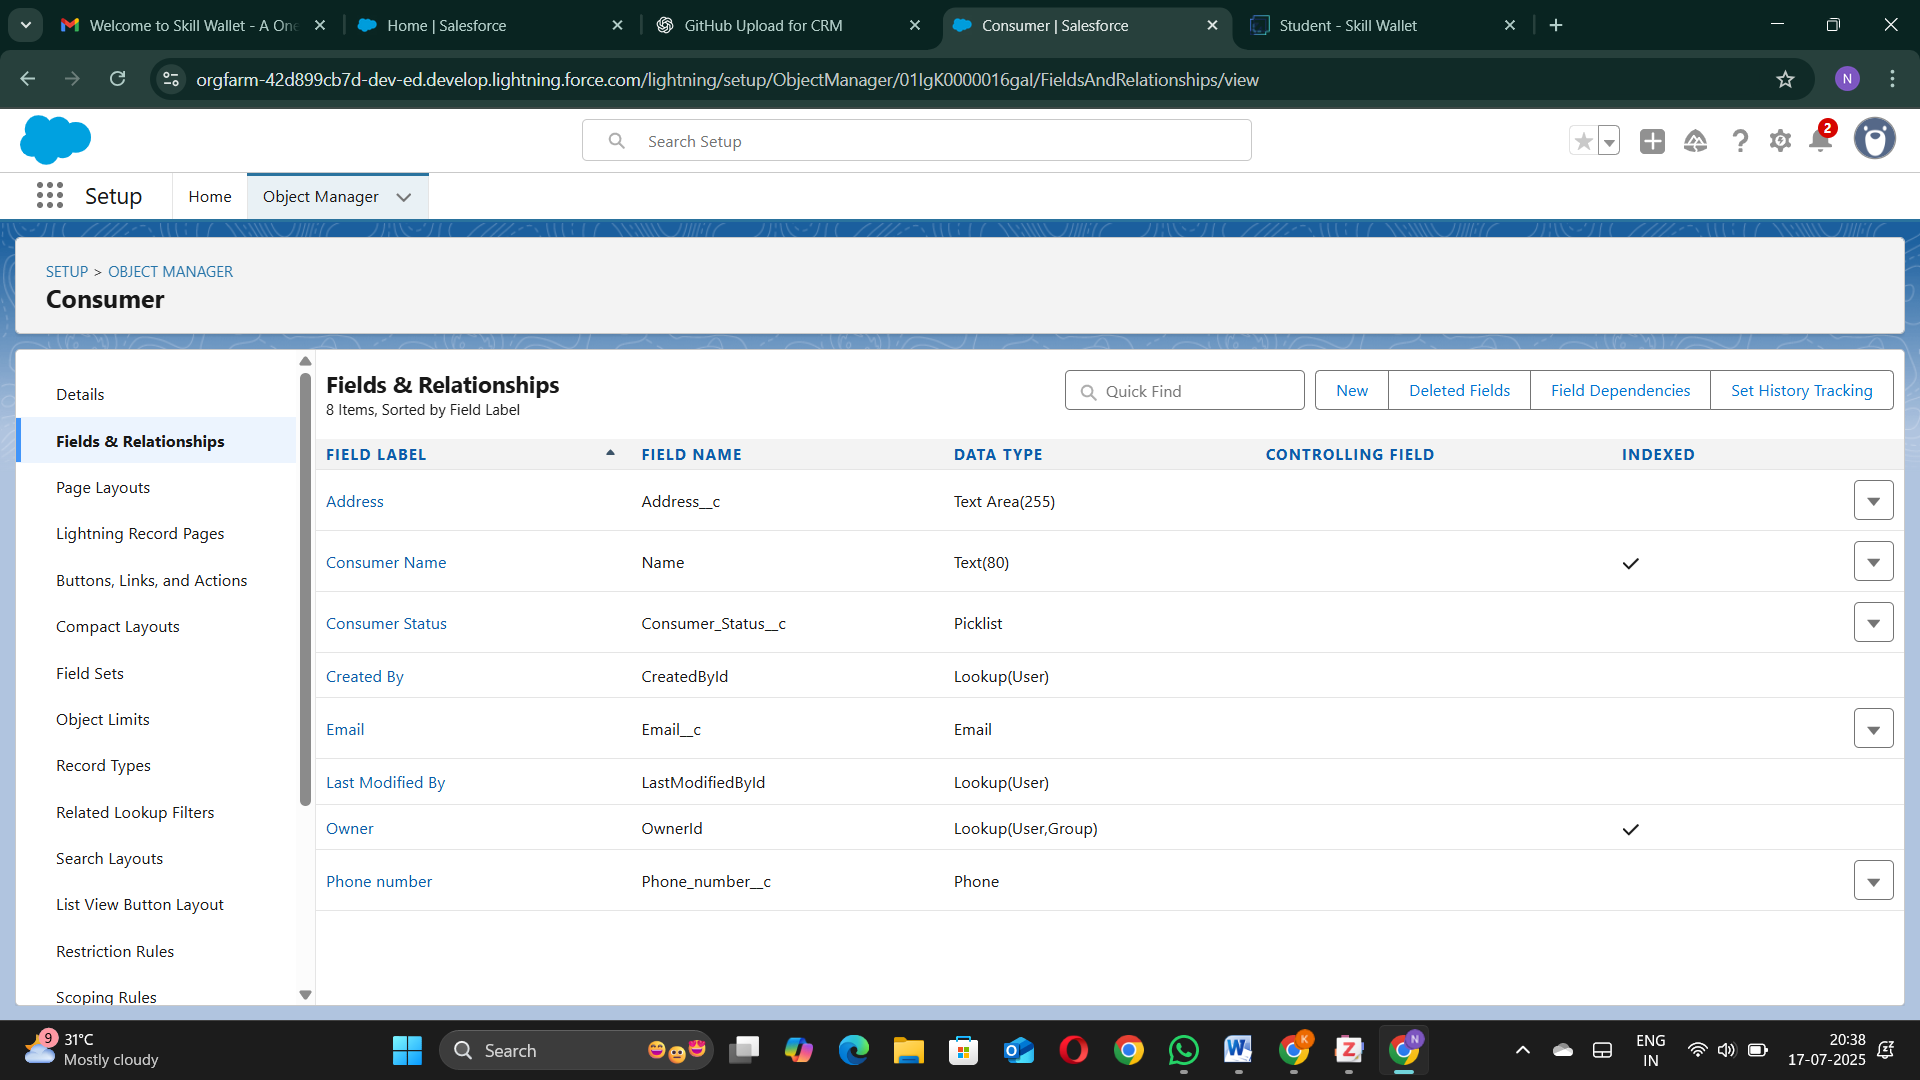 Welcome to Skill Wallet - A One
Home | Salesforce
GitHub Upload for CRM
Consumer | Salesforce
Student - Skill Wallet
orgfarm-42d899cb7d-dev-ed.develop.lightning.force.com/lightning/setup/ObjectManager/01IgK0000016gaI/FieldsAndRelationships/view
N
Search Setup
2
Setup
Home
Object Manager
SETUP > OBJECT MANAGER
Consumer
Details
Fields & Relationships
Page Layouts
Lightning Record Pages
Buttons, Links, and Actions
Compact Layouts
Field Sets
Object Limits
Record Types
Related Lookup Filters
Search Layouts
List View Button Layout
Restriction Rules
Scoping Rules
Fields & Relationships
8 Items, Sorted by Field Label
Quick Find
New
Deleted Fields
Field Dependencies
Set History Tracking
FIELD LABEL FIELD NAME DATA TYPE CONTROLLING FIELD INDEXED
Address Address__c Text Area(255)
Consumer Name Name Text(80)
Consumer Status Consumer_Status__c Picklist
Created By CreatedById Lookup(User)
Email Email__c Email
Last Modified By LastModifiedById Lookup(User)
Owner OwnerId Lookup(User,Group)
Phone number Phone_number__c Phone
9
31°C
Mostly cloudy
Search
W
K
Z
N
ENG
IN
20:38
17-07-2025